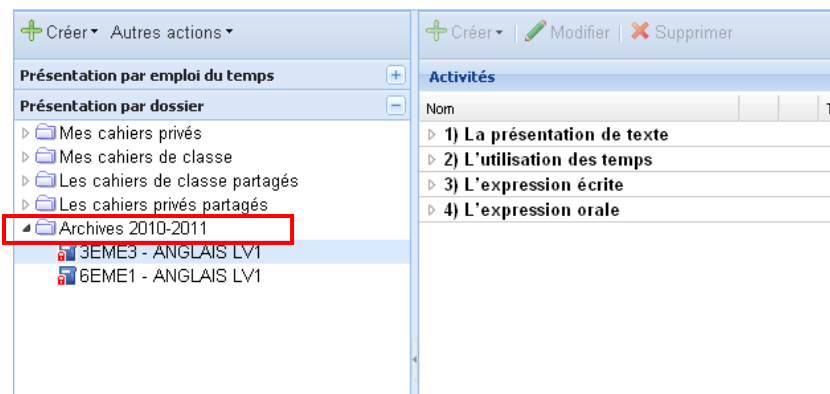 Créer Autres actions
Présentation par emploi du temps
Présentation par dossier
Mes cahiers privés
Mes cahiers de classe
Les cahiers de classe partagés
Les cahiers privés partagés
Archives 2010-2011
3EME3 - ANGLAIS LV1
6EME1 - ANGLAIS LV1
Créer | Modifier | Supprimer
Activités
Nom
1) La présentation de texte
2) L'utilisation des temps
3) L'expression écrite
4) L'expression orale